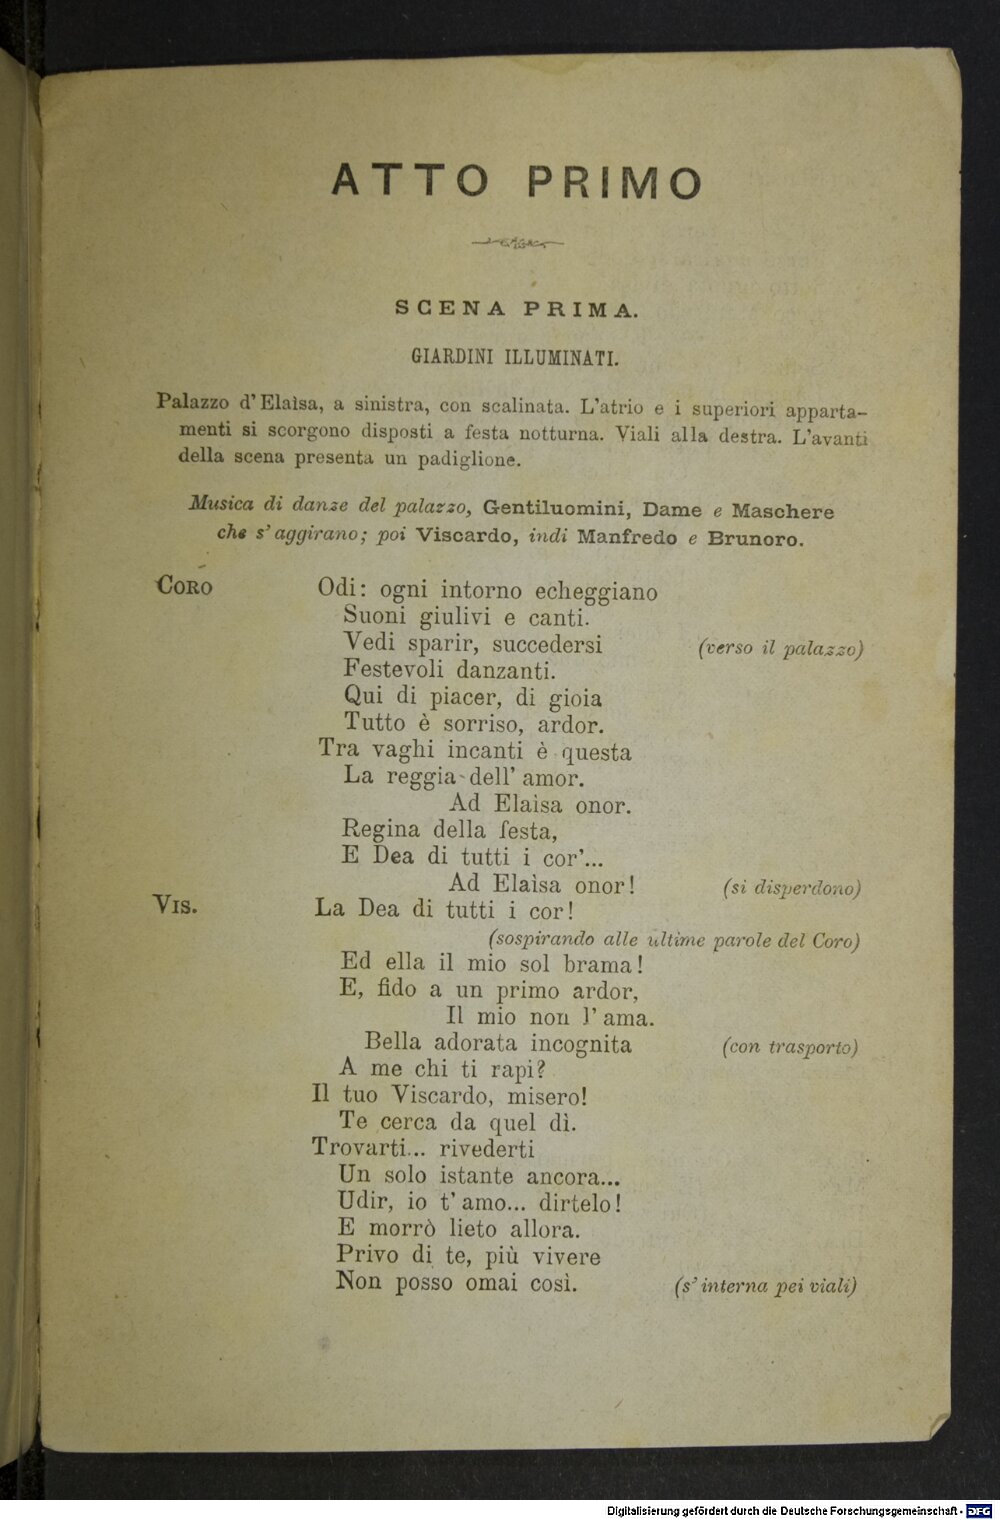 ATTO PRIMO
SCENA PRIMA.
GIARDINI ILLUMINATI.
Palazzo d'Elaìsa, a sinistra, con scalinata. L'atrio e i superiori apparta-
menti si scorgono disposti a festa notturna. Viali alla destra. L'avanti
della scena presenta un padiglione.
Musica di danze del palazzo, Gentiluomini, Dame e Maschere
che s'aggirano; poi Viscardo, indi Manfredo e Brunoro.
CORO Odi: ogni intorno echeggiano
Suoni giulivi e canti.
Vedi sparir, succedersi (verso il palazzo)
Festevoli danzanti.
Qui di piacer, di gioia
Tutto è sorriso, ardor.
Tra vaghi incanti è questa
La reggia dell'amor.
Ad Elaìsa onor.
Regina della festa,
E Dea di tutti i cor'...
Ad Elaìsa onor! (si disperdono)
VIS. La Dea di tutti i cor!
(sospirando alle ultime parole del Coro)
Ed ella il mio sol brama!
E, fido a un primo ardor,
Il mio non l'ama.
Bella adorata incognita (con trasporto)
A me chi ti rapì?
Il tuo Viscardo, misero!
Te cerca da quel dì.
Trovarti... rivederti
Un solo istante ancora...
Udir, io t'amo... dirtelo!
E morrò lieto allora.
Privo di te, più vivere
Non posso omai così. (s'interna pei viali)
Digitalisierung gefördert durch die Deutsche Forschungsgemeinschaft - DFG